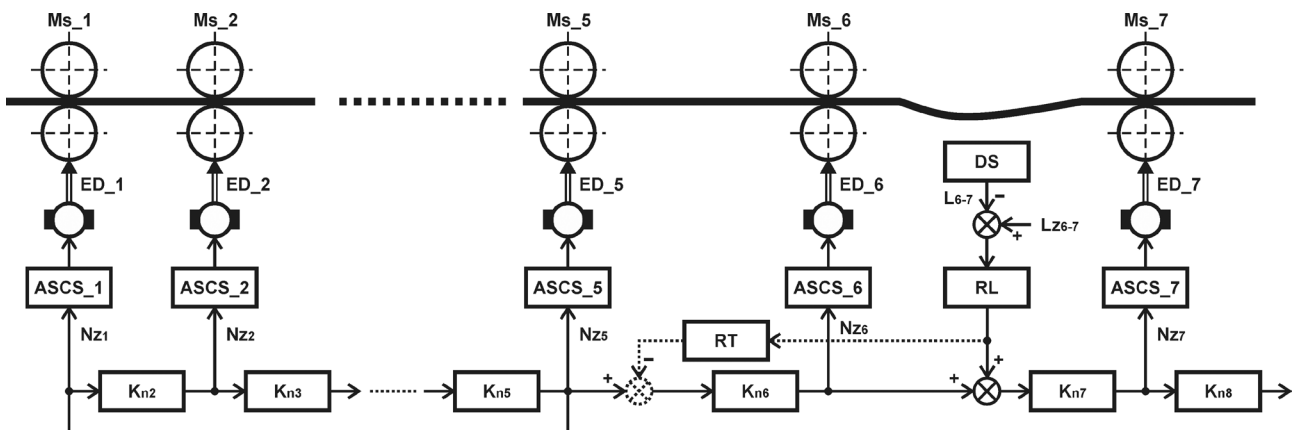 Ms_1 Ms_2 Ms_5 Ms_6 Ms_7
DS
ED_1 ED_2 ED_5 ED_6 ED_7
L6-7 −
+ Lz6-7
ASCS_1 ASCS_2 ASCS_5 ASCS_6 RL ASCS_7
Nz1 Nz2 Nz5 Nz6 Nz7
RT
− +
+ +
Kn2 Kn3 Kn5 Kn6 Kn7 Kn8